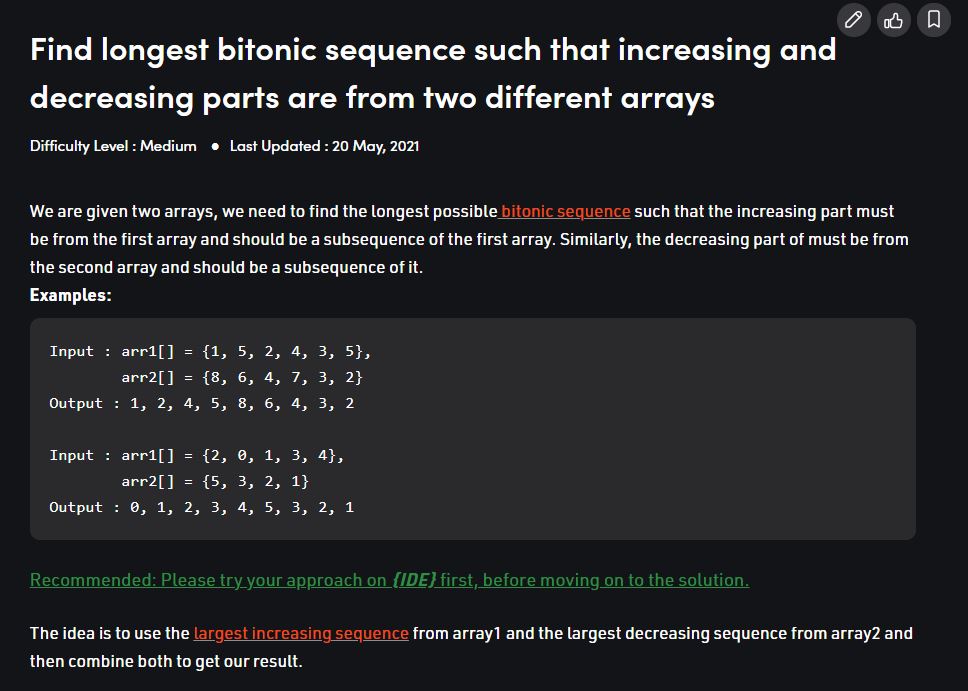 Find longest bitonic sequence such that increasing and
decreasing parts are from two different arrays
Difficulty Level : Medium ● Last Updated : 20 May, 2021
We are given two arrays, we need to find the longest possible bitonic sequence such that the increasing part must
be from the first array and should be a subsequence of the first array. Similarly, the decreasing part of must be from
the second array and should be a subsequence of it.
Examples:
Input : arr1[] = {1, 5, 2, 4, 3, 5},
arr2[] = {8, 6, 4, 7, 3, 2}
Output : 1, 2, 4, 5, 8, 6, 4, 3, 2
Input : arr1[] = {2, 0, 1, 3, 4},
arr2[] = {5, 3, 2, 1}
Output : 0, 1, 2, 3, 4, 5, 3, 2, 1
Recommended: Please try your approach on {IDE} first, before moving on to the solution.
The idea is to use the largest increasing sequence from array1 and the largest decreasing sequence from array2 and
then combine both to get our result.